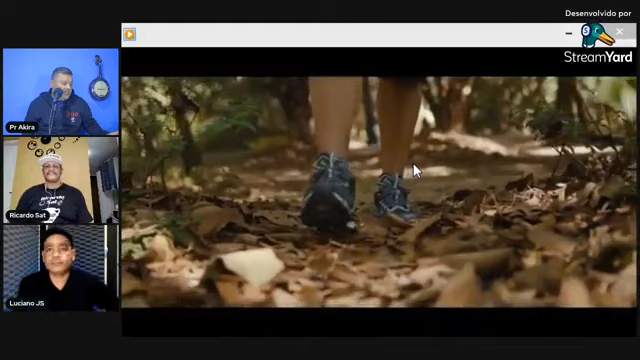 Desenvolvido por
StreamYard
Pr Akira
Ricardo Sat
Luciano JS